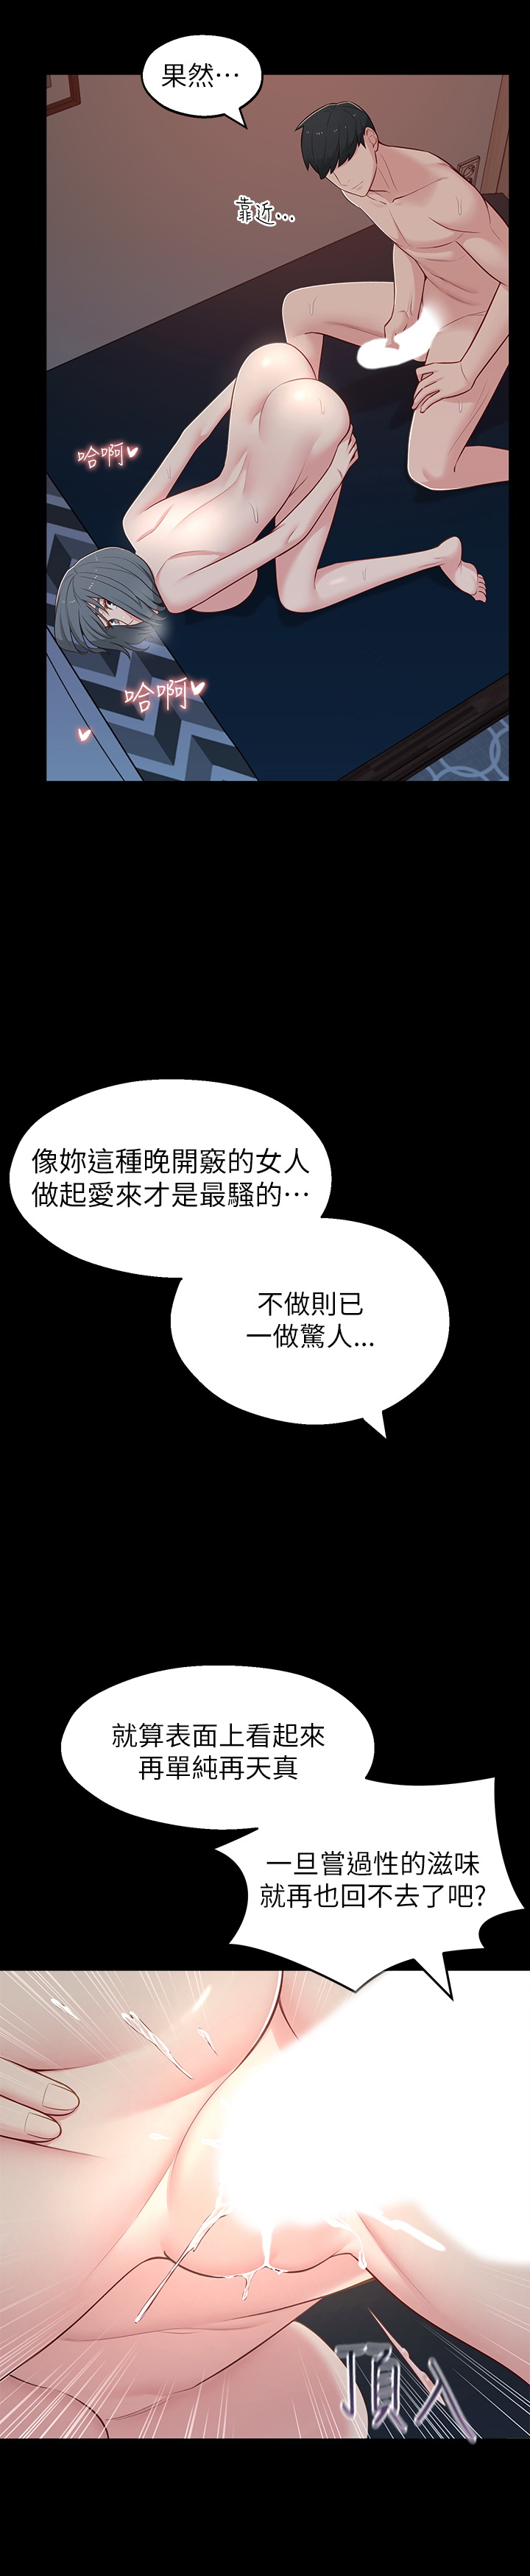 果然…
靠近…
哈啊
哈啊
像妳這種晚開竅的女人
做起愛來才是最騷的…
不做則已
一做驚人...
就算表面上看起來
再單純再天真
一旦嘗過性的滋味
就再也回不去了吧?
頂入